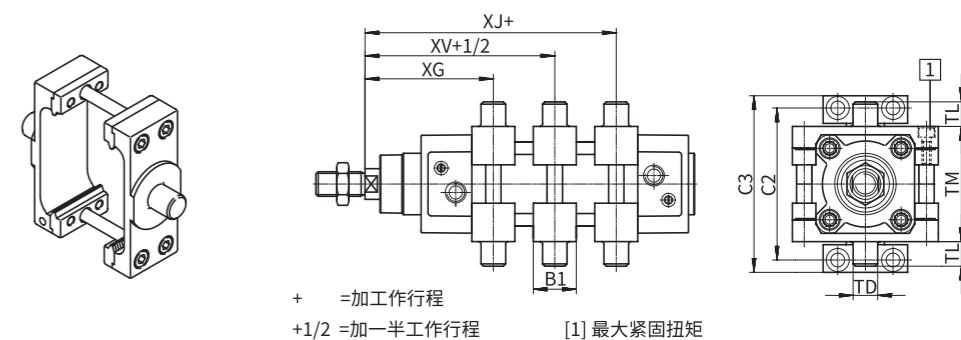 XJ+
XV+1/2
XG
1
TL
C3
C2
TM
TL
B1
TD
+ =加工作行程
+1/2 =加一半工作行程
[1] 最大紧固扭矩